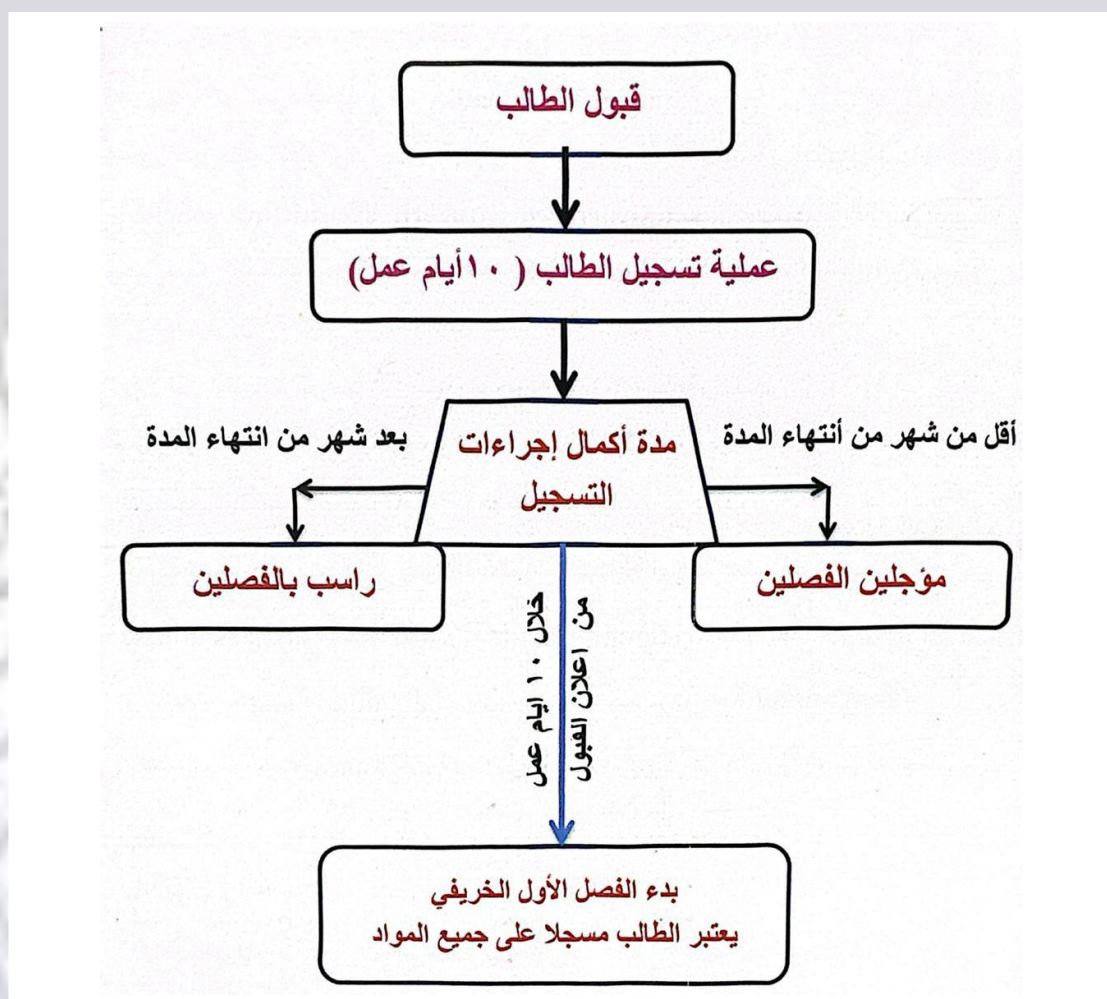 قبول الطالب
عملية تسجيل الطالب ( ١٠أيام عمل)
أقل من شهر من أنتهاء المدة
مدة أكمال إجراءات
التسجيل
بعد شهر من انتهاء المدة
مؤجلين الفصلين
راسب بالفصلين
خلال ١٠ ايام عمل
من اعلان القبول
بدء الفصل الأول الخريفي
يعتبر الطالب مسجلا على جميع المواد